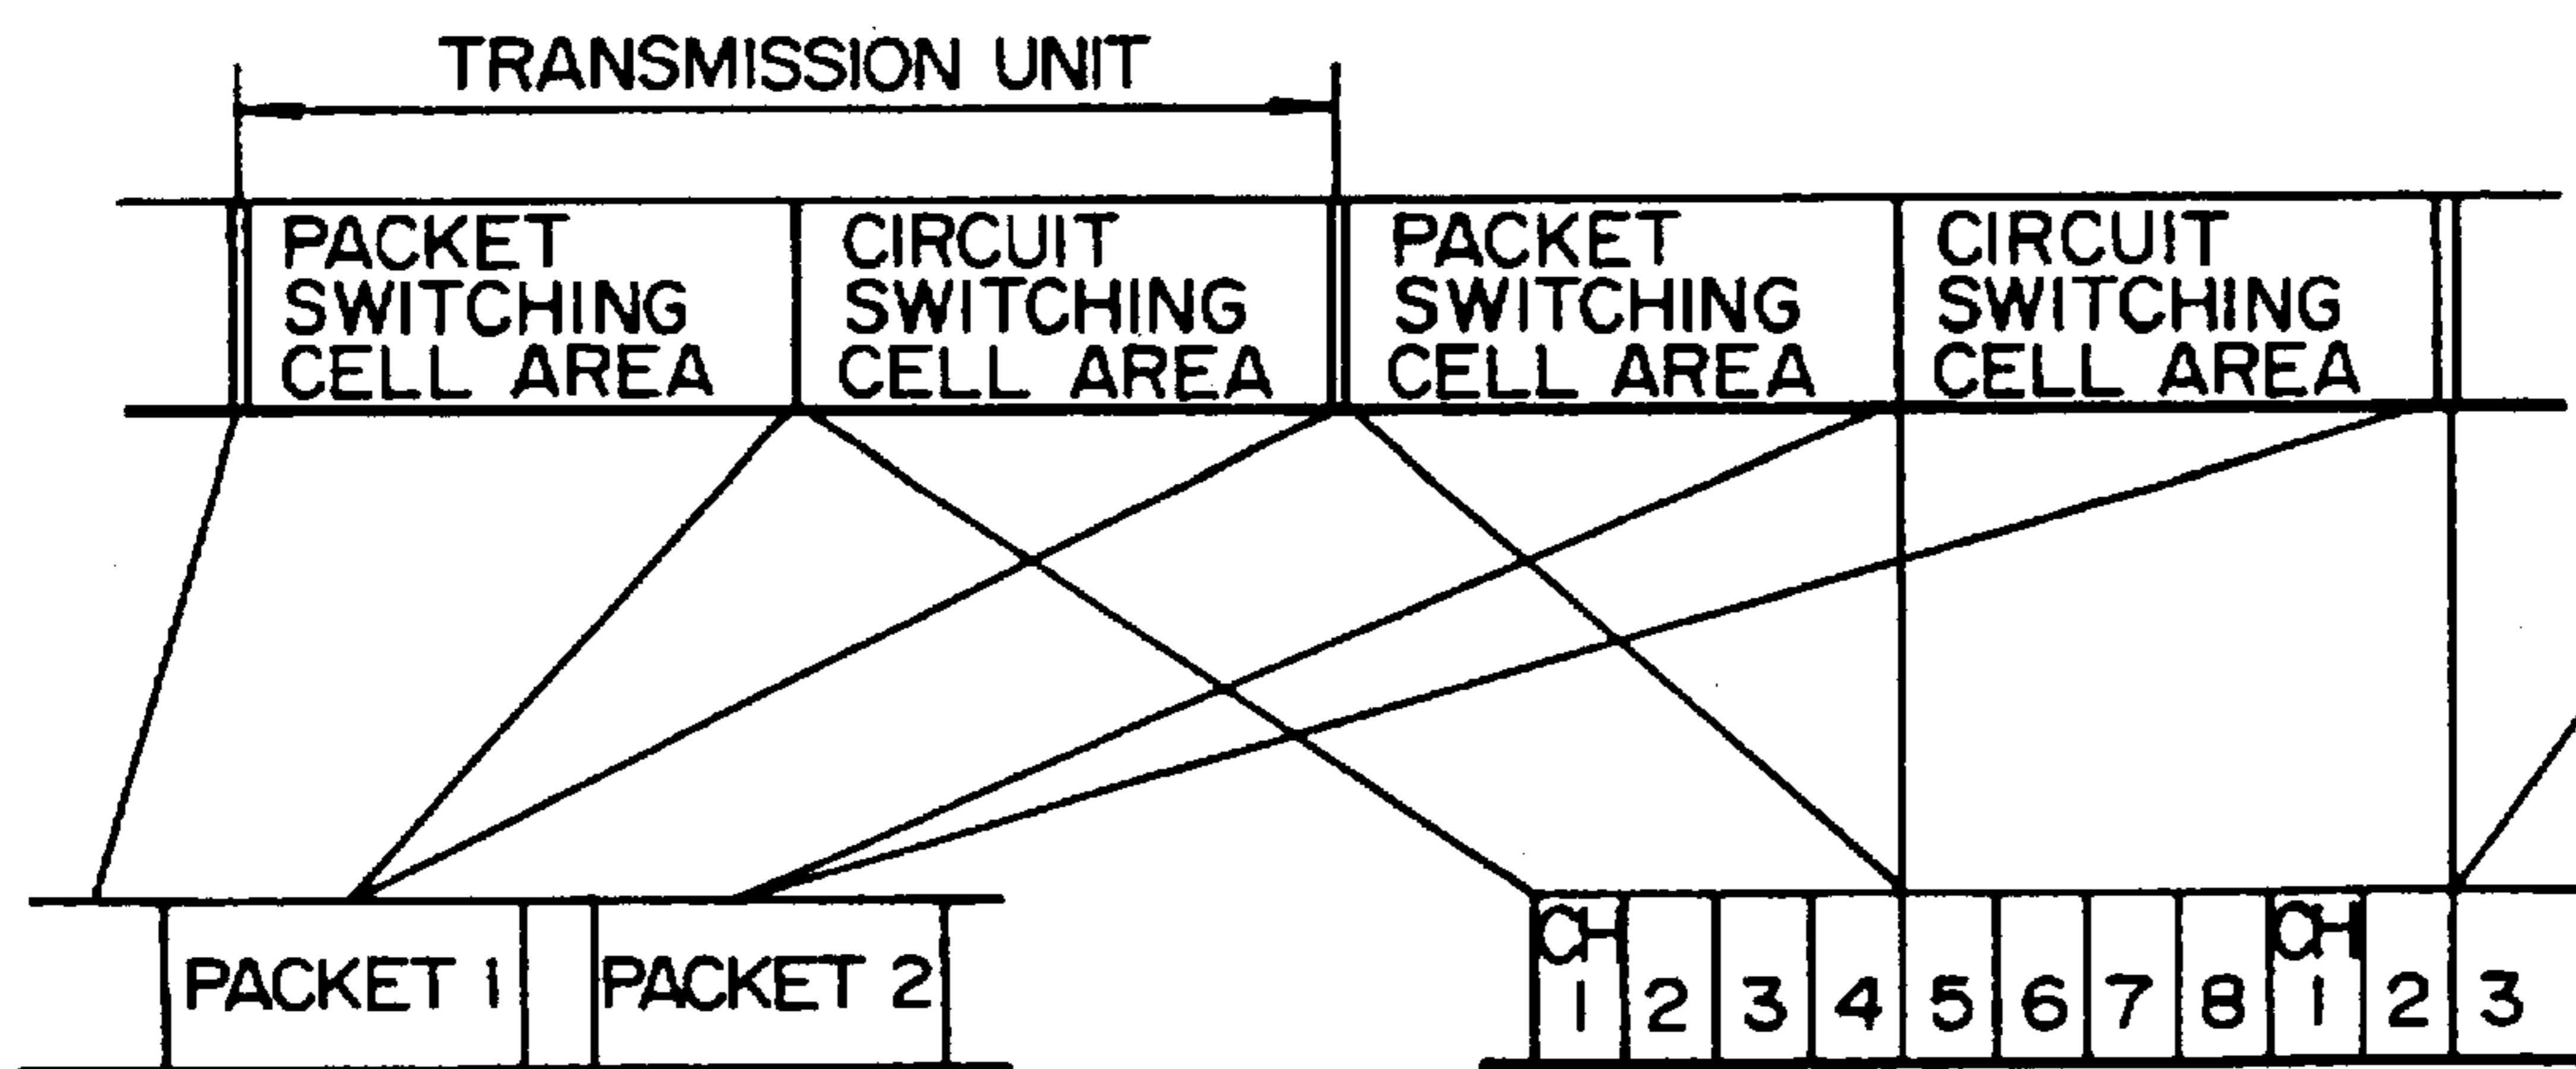 TRANSMISSION UNIT
PACKET
SWITCHING
CELL AREA
CIRCUIT
SWITCHING
CELL AREA
PACKET
SWITCHING
CELL AREA
CIRCUIT
SWITCHING
CELL AREA
PACKET 1
PACKET 2
CH
1
2
3
4
5
6
7
8
CH
1
2
3